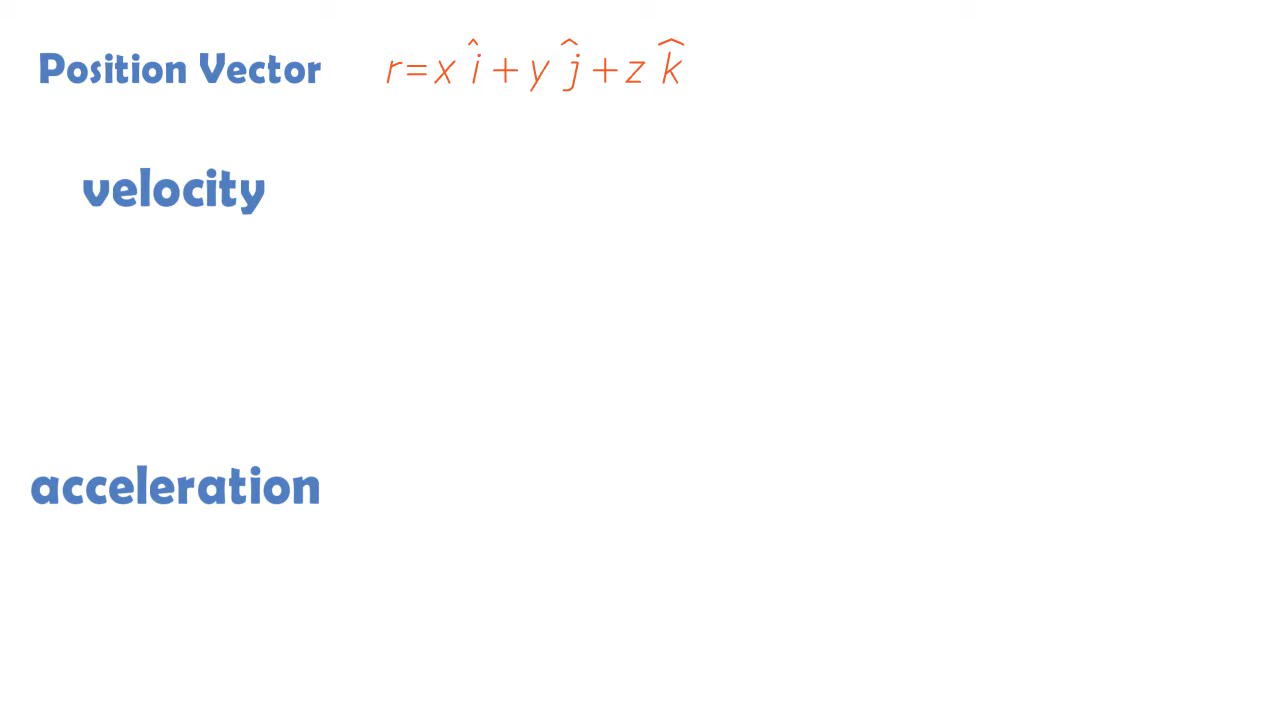 Position Vector r=x î+y ĵ+z k̂
velocity
acceleration